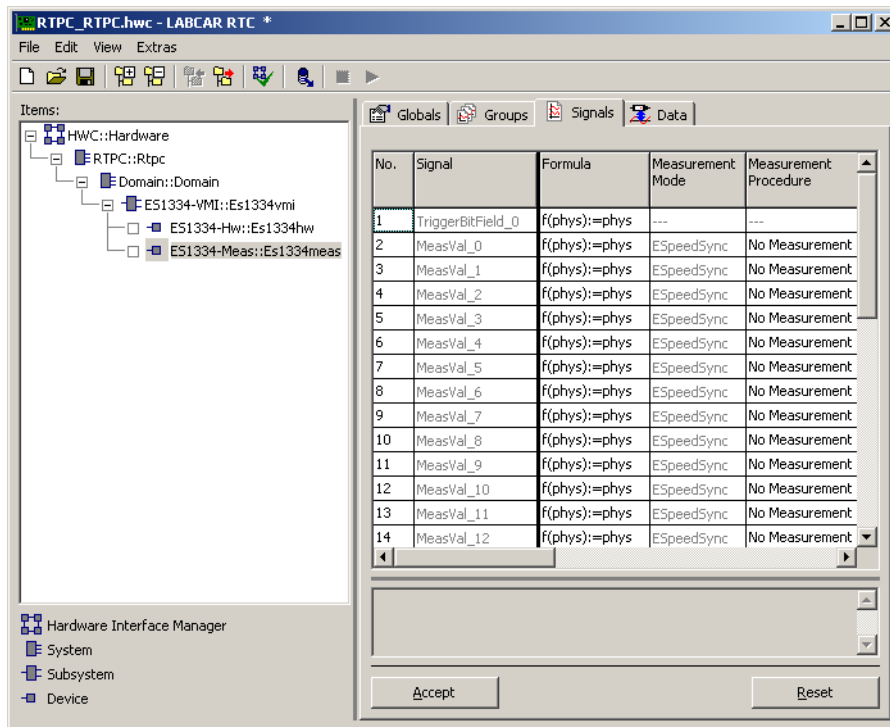 RTPC_RTPC.hwc - LABCAR RTC *
File Edit View Extras
Items:
HWC::Hardware
RTPC::Rtpc
Domain::Domain
ES1334-VMI::Es1334vmi
ES1334-Hw::Es1334hw
ES1334-Meas::Es1334meas
Hardware Interface Manager
System
Subsystem
Device
Globals Groups Signals Data
No. Signal Formula Measurement Mode Measurement Procedure
1 TriggerBitField_0 f(phys):=phys --- ---
2 MeasVal_0 f(phys):=phys ESpeedSync No Measurement
3 MeasVal_1 f(phys):=phys ESpeedSync No Measurement
4 MeasVal_2 f(phys):=phys ESpeedSync No Measurement
5 MeasVal_3 f(phys):=phys ESpeedSync No Measurement
6 MeasVal_4 f(phys):=phys ESpeedSync No Measurement
7 MeasVal_5 f(phys):=phys ESpeedSync No Measurement
8 MeasVal_6 f(phys):=phys ESpeedSync No Measurement
9 MeasVal_7 f(phys):=phys ESpeedSync No Measurement
10 MeasVal_8 f(phys):=phys ESpeedSync No Measurement
11 MeasVal_9 f(phys):=phys ESpeedSync No Measurement
12 MeasVal_10 f(phys):=phys ESpeedSync No Measurement
13 MeasVal_11 f(phys):=phys ESpeedSync No Measurement
14 MeasVal_12 f(phys):=phys ESpeedSync No Measurement
Accept Reset